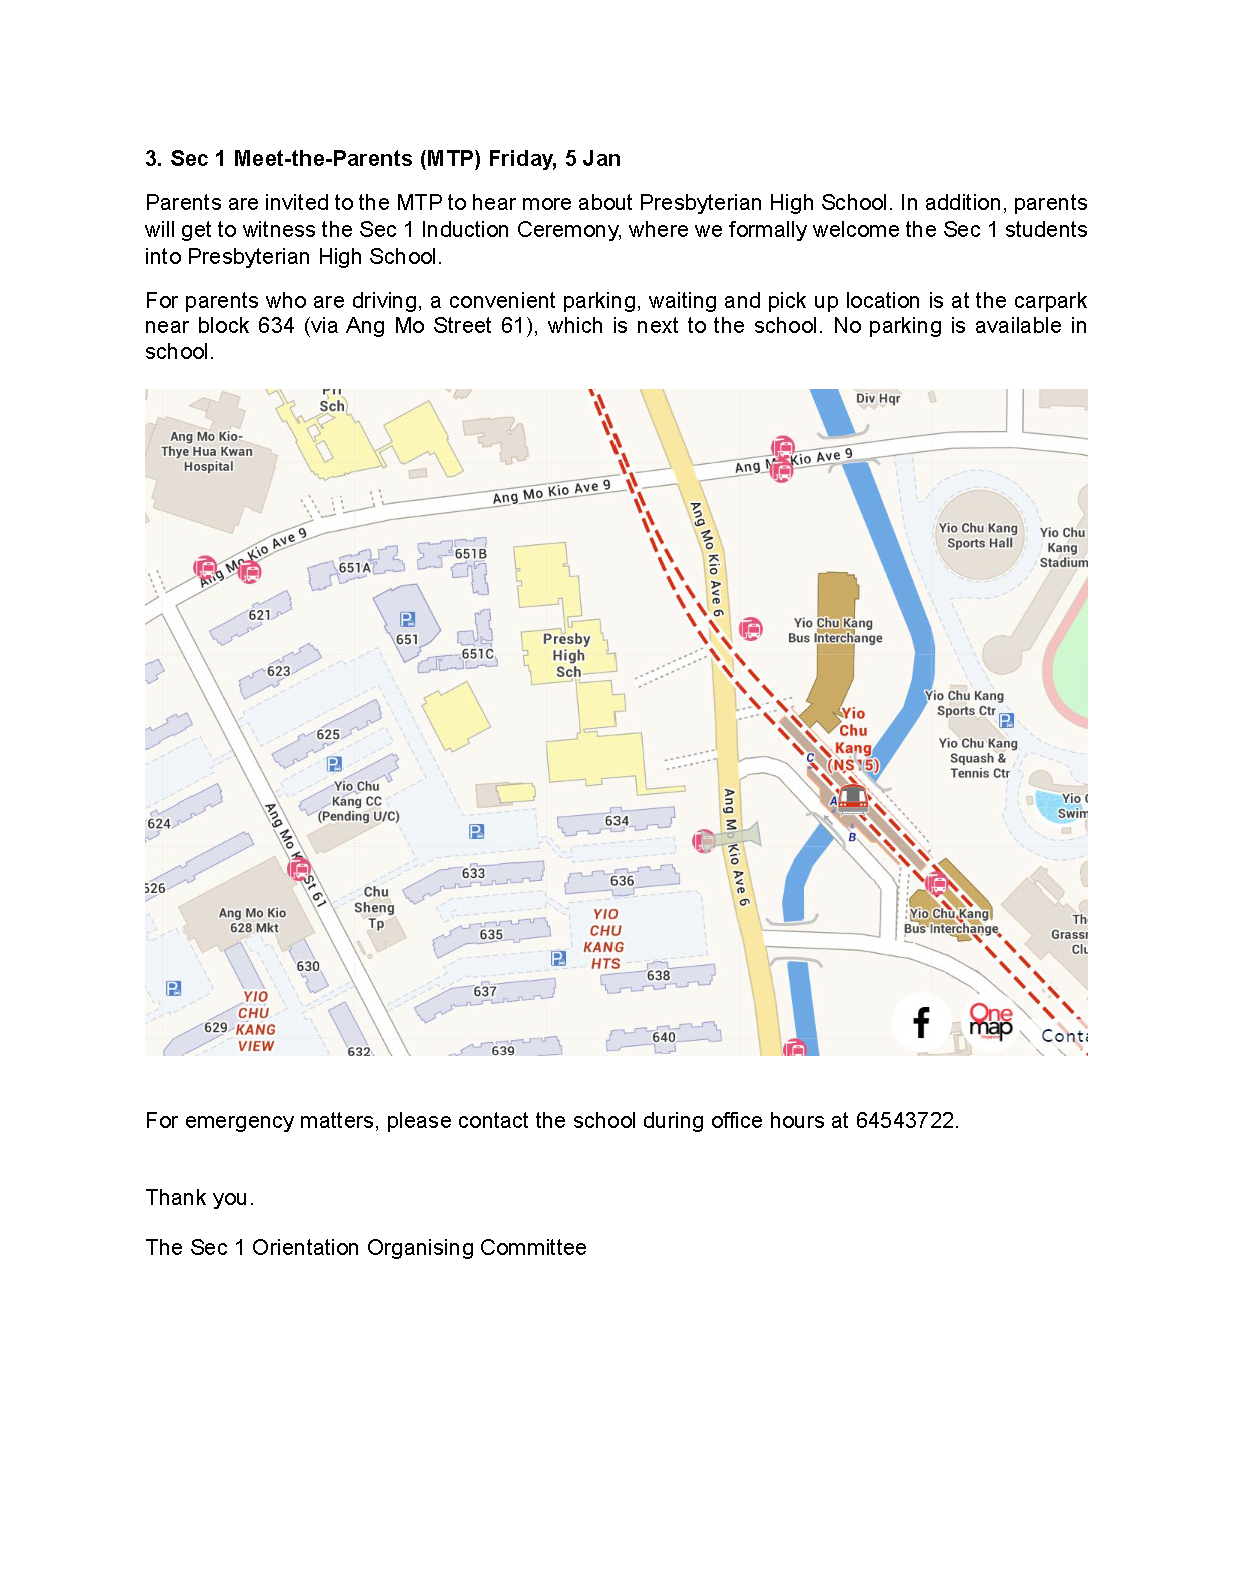 3. Sec 1 Meet-the-Parents (MTP) Friday, 5 Jan
Parents are invited to the MTP to hear more about Presbyterian High School. In addition, parents
will get to witness the Sec 1 Induction Ceremony, where we formally welcome the Sec 1 students
into Presbyterian High School.
For parents who are driving, a convenient parking, waiting and pick up location is at the carpark
near block 634 (via Ang Mo Street 61), which is next to the school. No parking is available in
school.
Sch
Div Hqr
Ang Mo Kio-
Thye Hua Kwan
Hospital
Ang Mo Kio Ave 9
Ang Mo Kio Ave 9
Ang Mo Kio Ave 9
Ang Mo Kio Ave 6
Yio Chu Kang
Sports Hall
Yio Chu
Kang
Stadium
651A
651B
621
P
651
651C
623
Presby
High
Sch
Yio Chu Kang
Bus Interchange
Yio Chu Kang
Sports Ctr
P
625
P
Yio
Chu
Kang
(NS15)
C
A
B
Yio Chu Kang
Squash &
Tennis Ctr
Yio Chu
Kang CC
(Pending U/C)
624
P
634
Ang Mo Kio Ave 6
Ang Mo Kio St 61
633
636
626
Chu
Sheng
Tp
Ang Mo Kio
628 Mkt
635
YIO
CHU
KANG
HTS
Yio Chu Kang
Bus Interchange
630
P
638
P
637
YIO
CHU
KANG
VIEW
629
632
639
640
f
One
map
For emergency matters, please contact the school during office hours at 64543722.
Thank you.
The Sec 1 Orientation Organising Committee